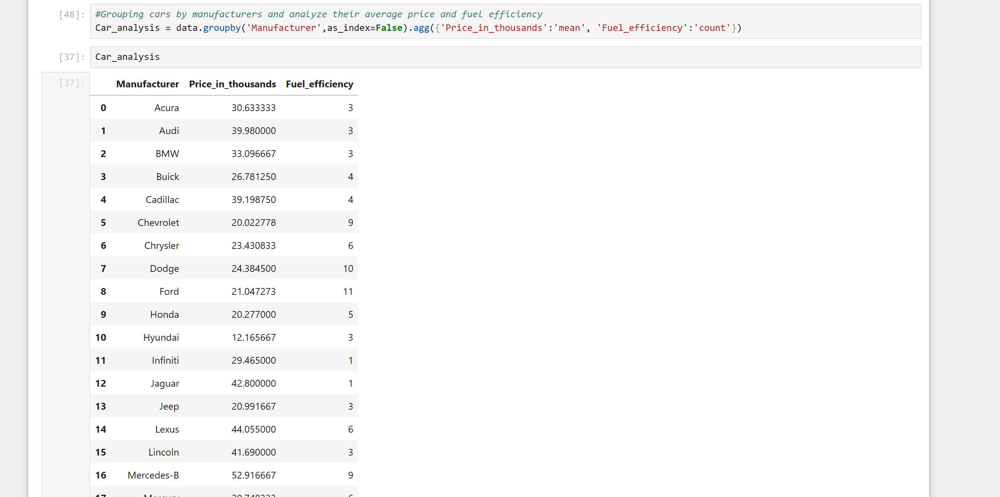 [48]: #Grouping cars by manufacturers and analyze their average price and fuel efficiency
Car_analysis = data.groupby('Manufacturer',as_index=False).agg({'Price_in_thousands':'mean', 'Fuel_efficiency':'count'})
[37]: Car_analysis
[37]: Manufacturer Price_in_thousands Fuel_efficiency
0 Acura 30.633333 3
1 Audi 39.980000 3
2 BMW 33.096667 3
3 Buick 26.781250 4
4 Cadillac 39.198750 4
5 Chevrolet 20.022778 9
6 Chrysler 23.430833 6
7 Dodge 24.384500 10
8 Ford 21.047273 11
9 Honda 20.277000 5
10 Hyundai 12.165667 3
11 Infiniti 29.465000 1
12 Jaguar 42.800000 1
13 Jeep 20.991667 3
14 Lexus 44.055000 6
15 Lincoln 41.690000 3
16 Mercedes-B 52.916667 9
17 Mercury